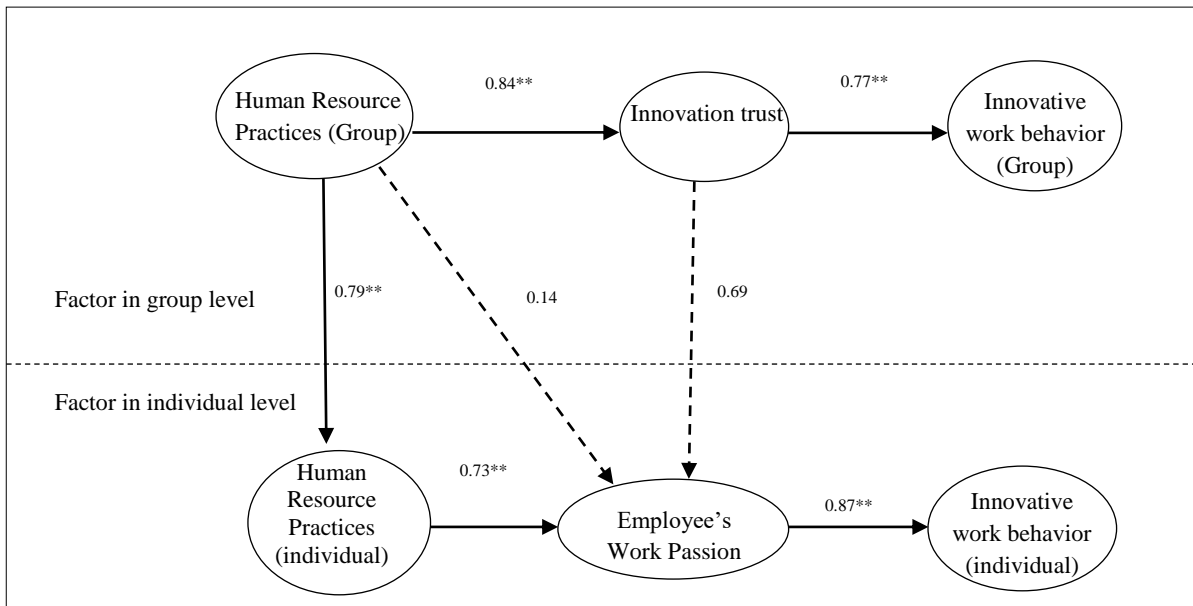 Human Resource
Practices (Group)
0.84**
Innovation trust
0.77**
Innovative
work behavior
(Group)
Factor in group level
0.79**
0.14
0.69
Factor in individual level
Human
Resource
Practices
(individual)
0.73**
Employee’s
Work Passion
0.87**
Innovative
work behavior
(individual)